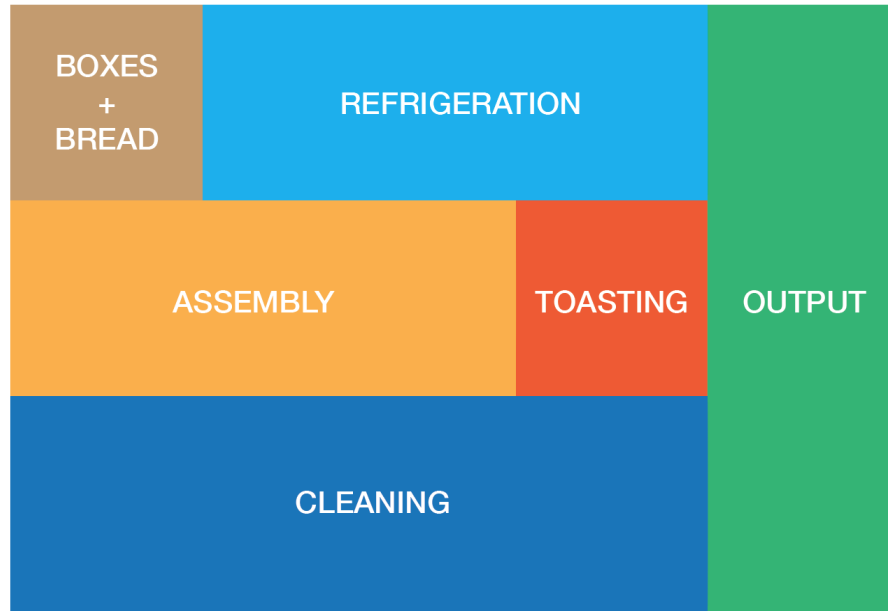 BOXES
+
BREAD
REFRIGERATION
ASSEMBLY
TOASTING
OUTPUT
CLEANING